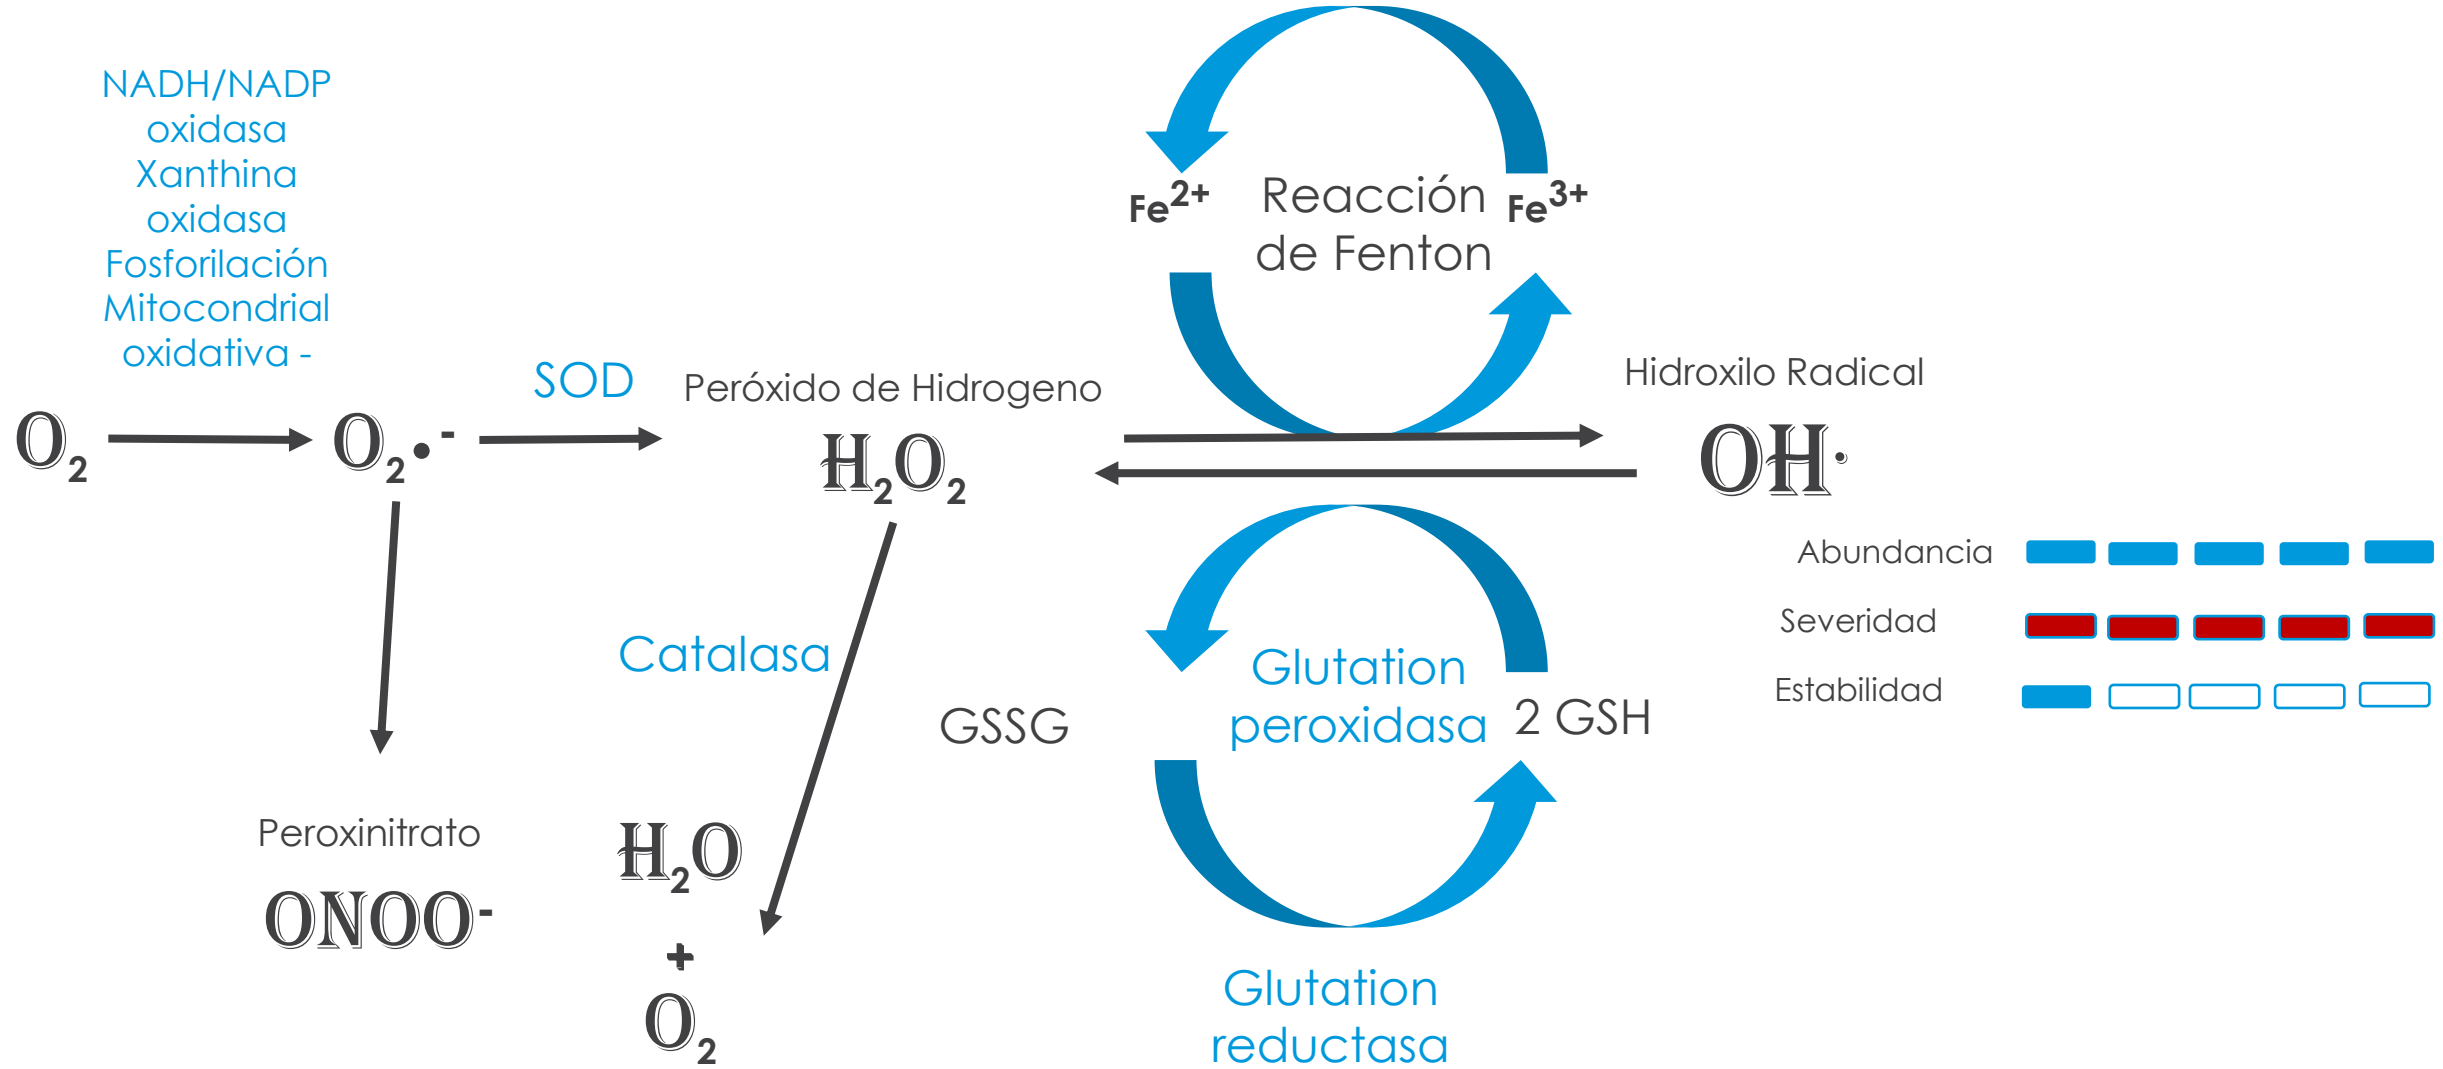 NADH/NADP
oxidasa
Xanthina
oxidasa
Fosforilación
Mitocondrial
oxidativa -
O₂
O₂•⁻
SOD
Peróxido de Hidrogeno
H₂O₂
Fe²⁺
Reacción
de Fenton
Fe³⁺
Hidroxilo Radical
OH·
Abundancia
Severidad
Estabilidad
Catalasa
GSSG
Glutation
peroxidasa
2 GSH
Peroxinitrato
ONOO⁻
H₂O
+
O₂
Glutation
reductasa